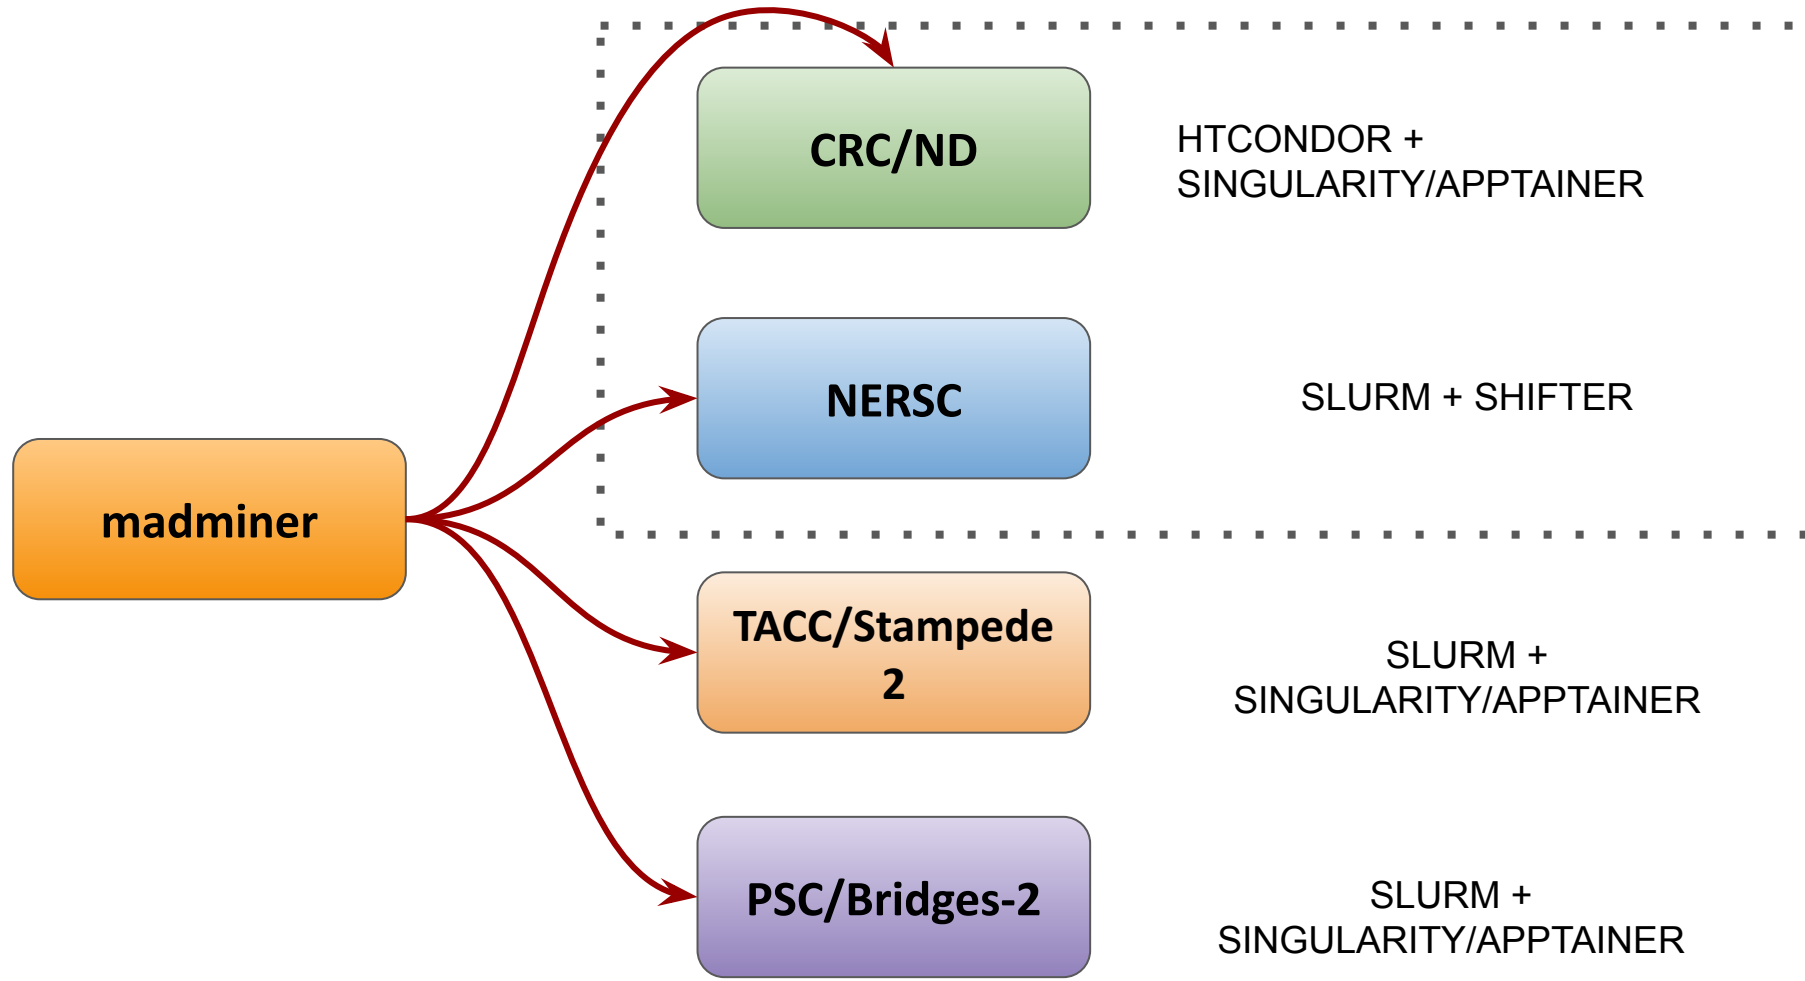 CRC/ND
HTCONDOR +
SINGULARITY/APPTAINER
NERSC
SLURM + SHIFTER
madminer
TACC/Stampede
2
SLURM +
SINGULARITY/APPTAINER
PSC/Bridges-2
SLURM +
SINGULARITY/APPTAINER